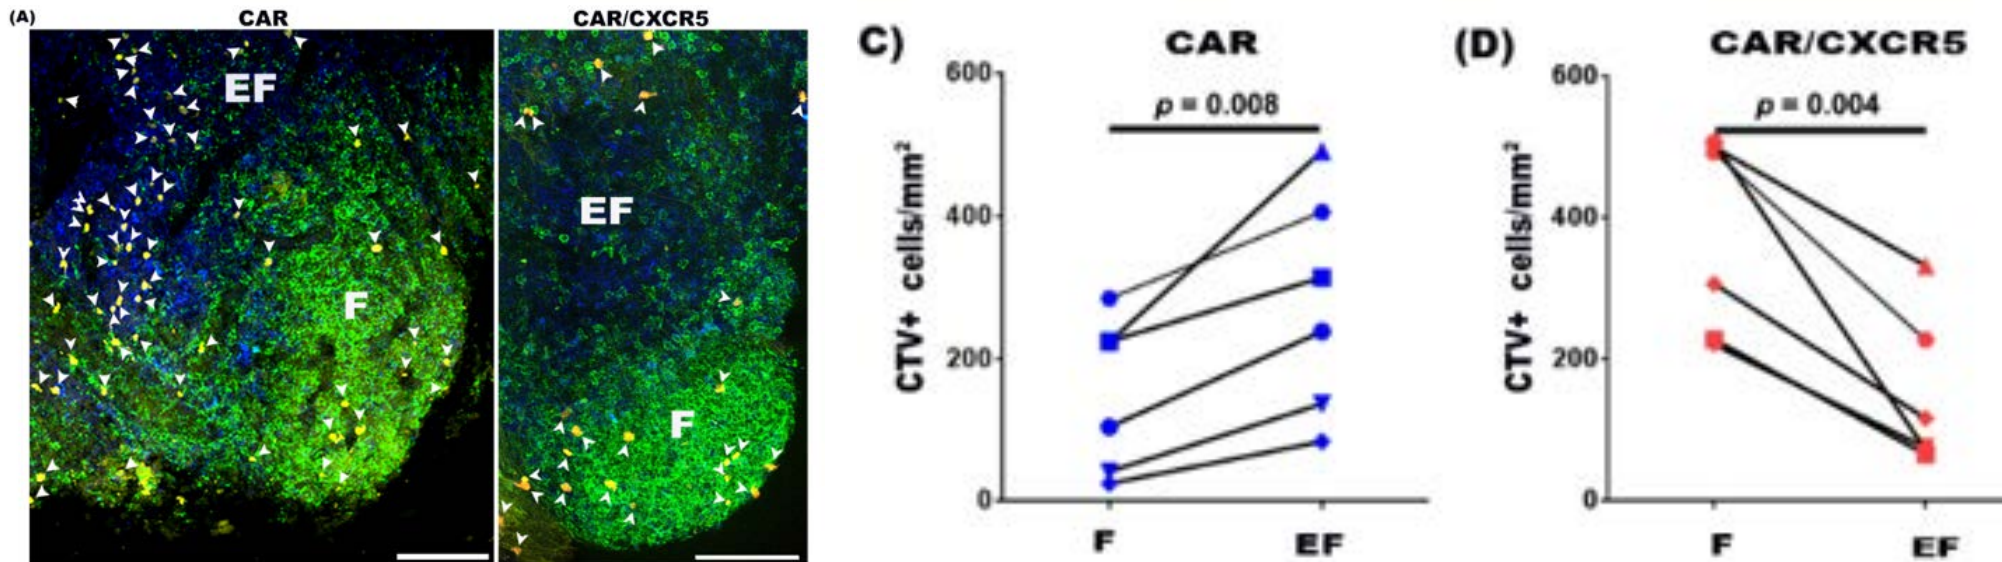 (A)
CAR
CAR/CXCR5
EF
F
EF
F
C)
CAR
p = 0.008
CTV+ cells/mm²
600
400
200
0
F
EF
(D)
CAR/CXCR5
p = 0.004
CTV+ cells/mm²
600
400
200
0
F
EF